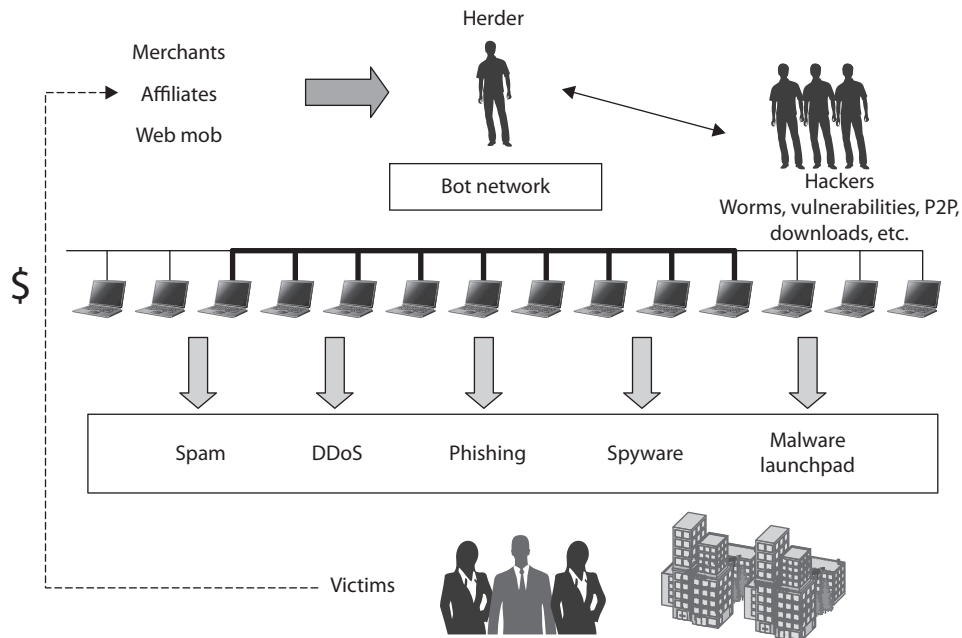 Herder
Merchants
Affiliates
Web mob
Bot network
Hackers
Worms, vulnerabilities, P2P,
downloads, etc.
$
Spam
DDoS
Phishing
Spyware
Malware
launchpad
Victims